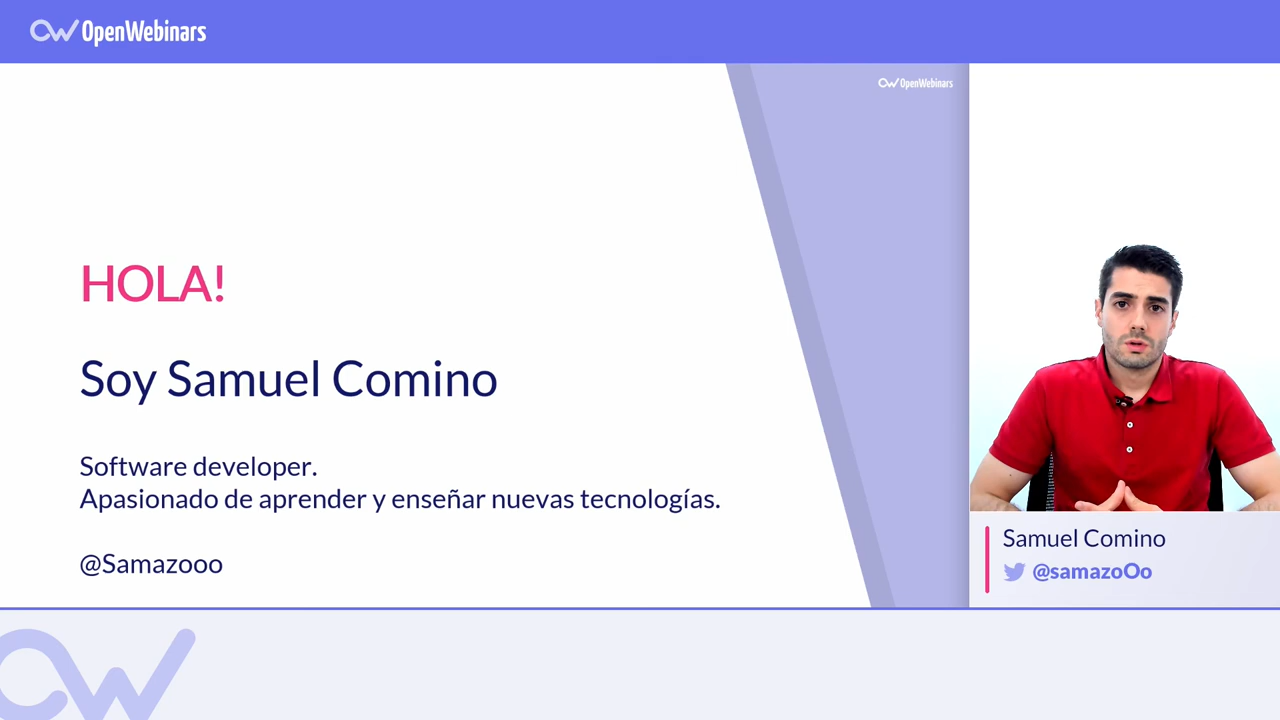 OpenWebinars
OpenWebinars
HOLA!
Soy Samuel Comino
Software developer.
Apasionado de aprender y enseñar nuevas tecnologías.
@Samazooo
Samuel Comino
@samazoOo